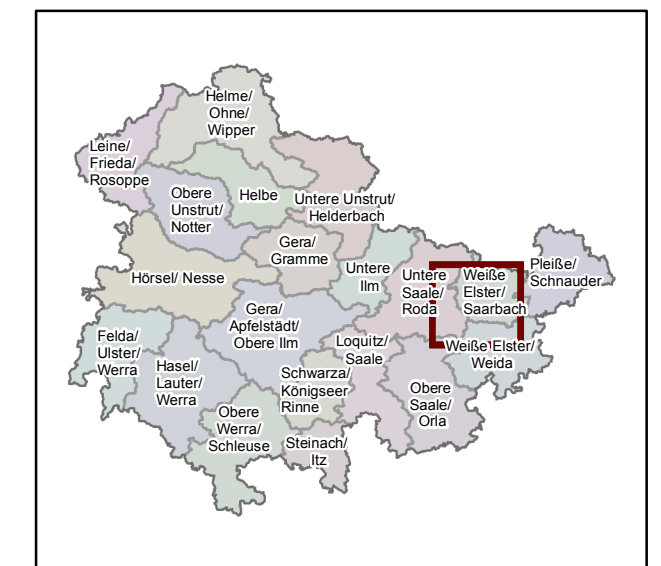 Helme/
Ohne/
Wipper
Leine/
Frieda/
Rosoppe
Obere
Unstrut/
Notter
Helbe
Untere Unstrut/
Helderbach
Gera/
Gramme
Hörsel/ Nesse
Untere
Ilm
Untere
Saale/
Roda
Weiße
Elster/
Saarbach
Pleiße/
Schnauder
Gera/
Apfelstädt/
Obere Ilm
Felda/
Ulster/
Werra
Hasel/
Lauter/
Werra
Loquitz/
Saale
Weiße Elster/
Weida
Schwarza/
Königseer
Rinne
Obere
Saale/
Orla
Obere
Werra/
Schleuse
Steinach/
Itz